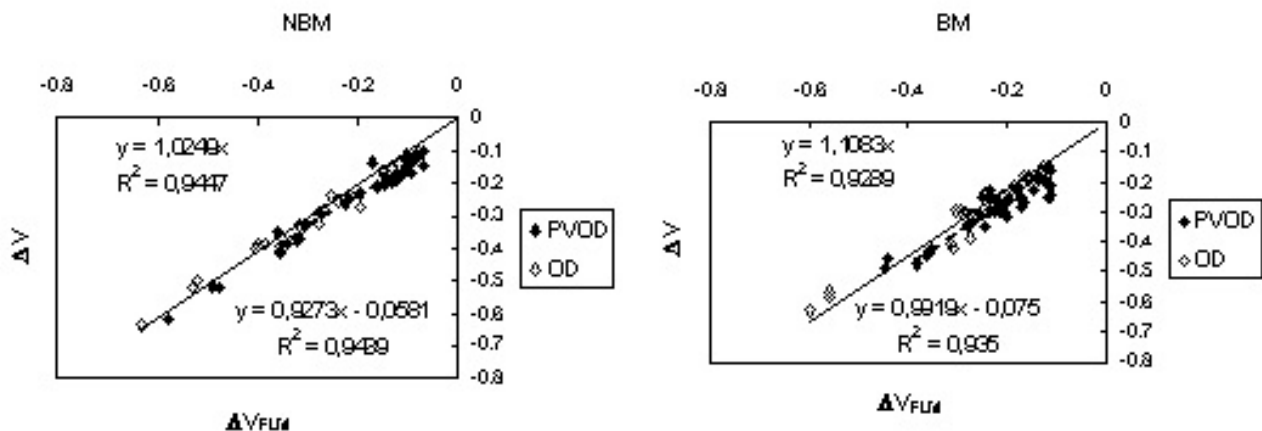 NBM
-0.8 -0.6 -0.4 -0.2 0
0
-0.1
-0.2
-0.3
-0.4
-0.5
-0.6
-0.7
-0.8
y = 1,0249x
R² = 0,9447
y = 0,9273x - 0,0581
R² = 0,9439
ΔV
ΔV_FLIM
PVOD
OD
BM
-0.8 -0.6 -0.4 -0.2 0
0
-0.1
-0.2
-0.3
-0.4
-0.5
-0.6
-0.7
-0.8
y = 1,1083x
R² = 0,9289
y = 0,9919x - 0,075
R² = 0,935
ΔV
ΔV_FLIM
PVOD
OD